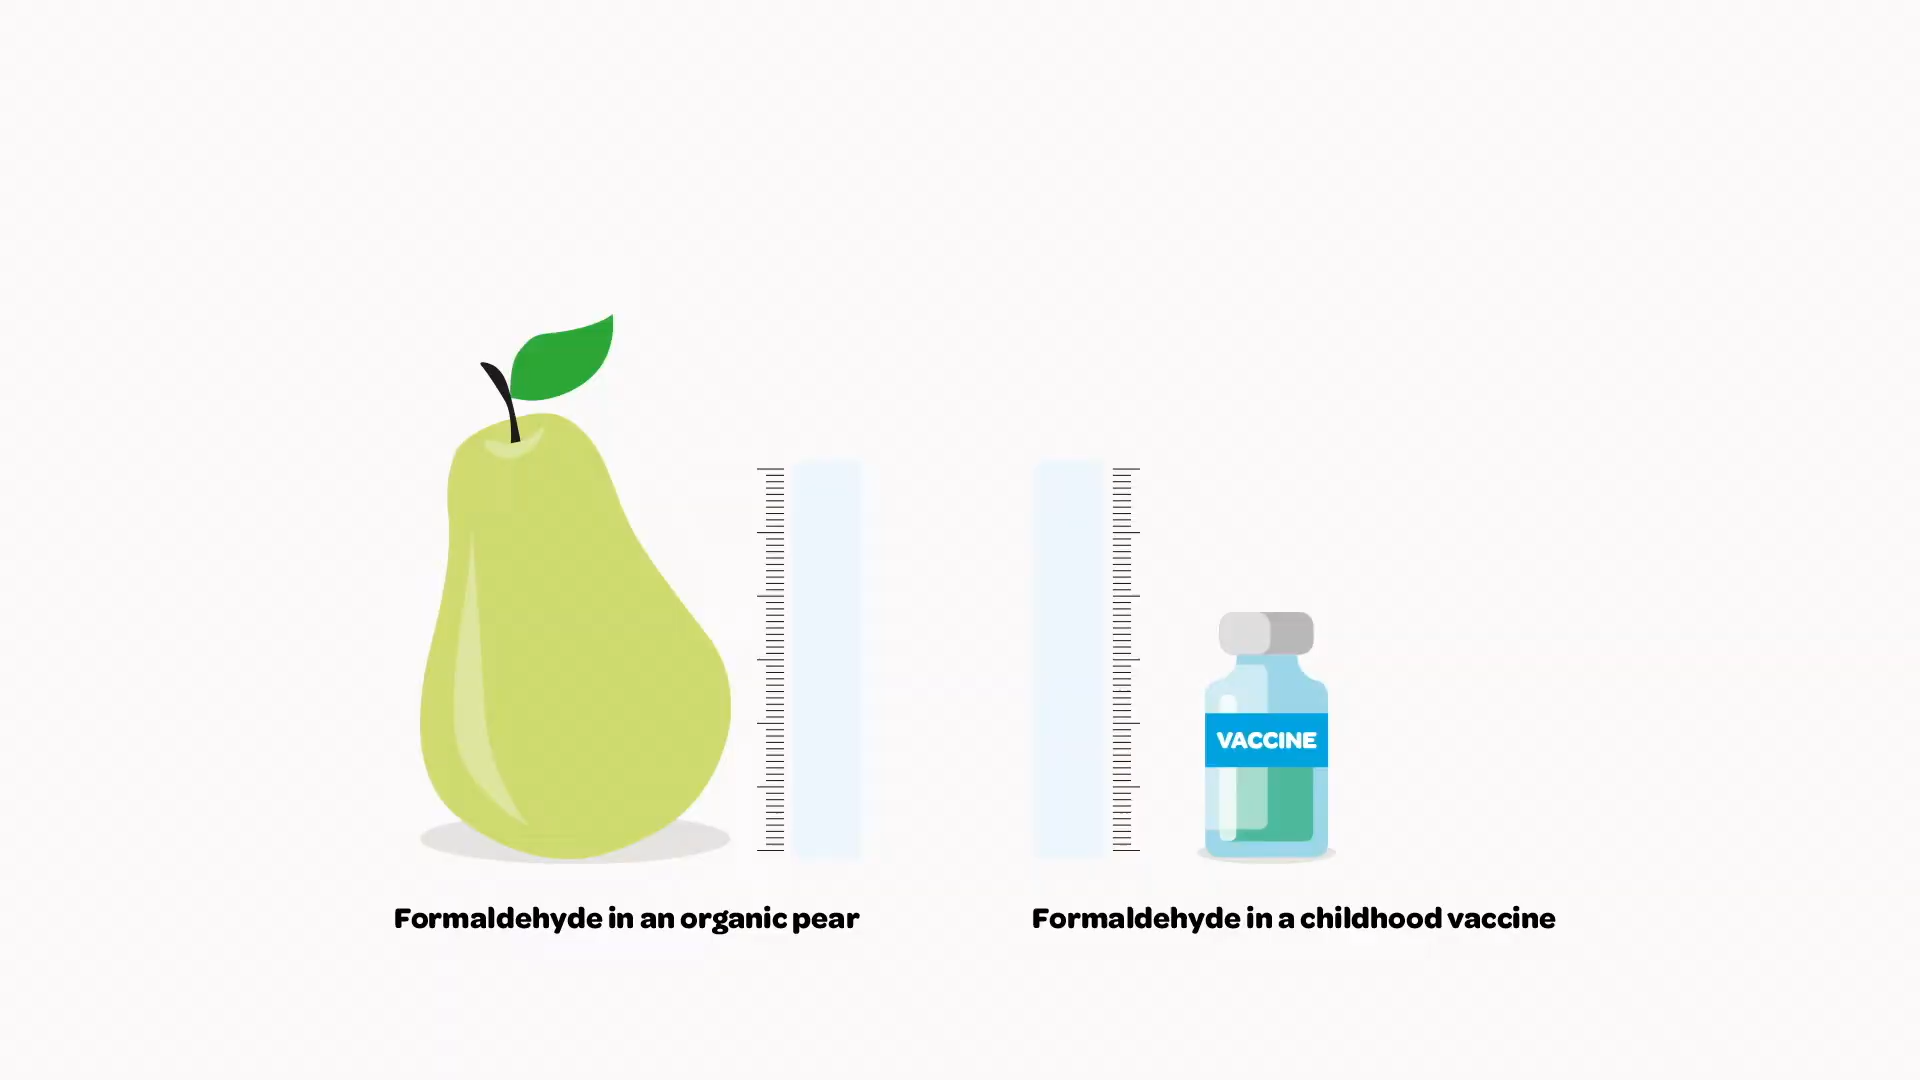 VACCINE
Formaldehyde in an organic pear
Formaldehyde in a childhood vaccine